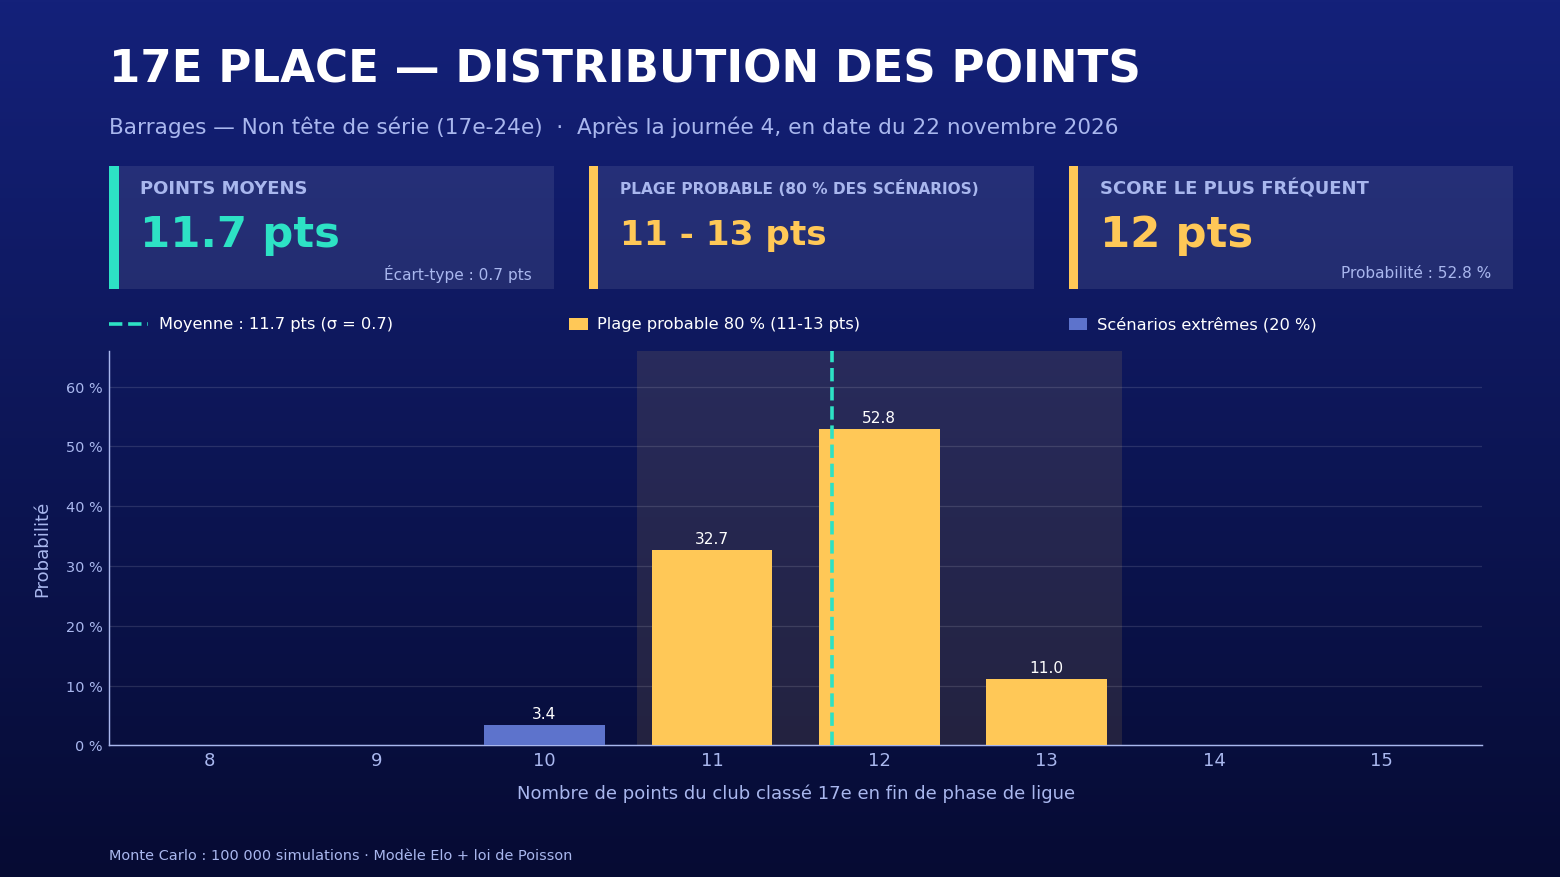 17E PLACE — DISTRIBUTION DES POINTS
Barrages — Non tête de série (17e-24e)  ·  Après la journée 4, en date du 22 novembre 2026
POINTS MOYENS
11.7 pts
Écart-type : 0.7 pts
PLAGE PROBABLE (80 % DES SCÉNARIOS)
11 - 13 pts
SCORE LE PLUS FRÉQUENT
12 pts
Probabilité : 52.8 %
Moyenne : 11.7 pts (σ = 0.7)
Plage probable 80 % (11-13 pts)
Scénarios extrêmes (20 %)
Probabilité
60 %
50 %
40 %
30 %
20 %
10 %
0 %
3.4
32.7
52.8
11.0
8 9 10 11 12 13 14 15
Nombre de points du club classé 17e en fin de phase de ligue
Monte Carlo : 100 000 simulations · Modèle Elo + loi de Poisson